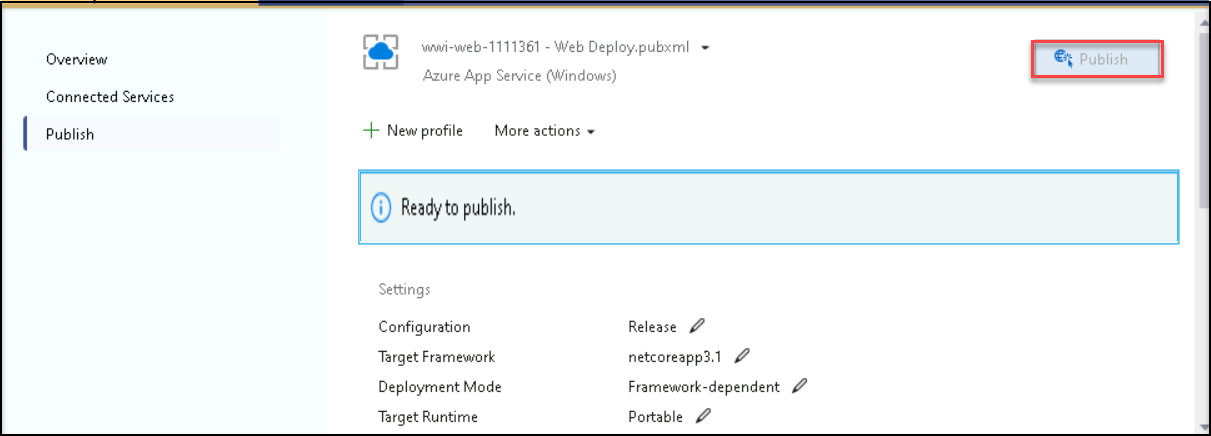 Overview
Connected Services
Publish
wwi-web-1111361 - Web Deploy.pubxml
Azure App Service (Windows)
Publish
New profile
More actions
Ready to publish.
Settings
Configuration Release
Target Framework netcoreapp3.1
Deployment Mode Framework-dependent
Target Runtime Portable